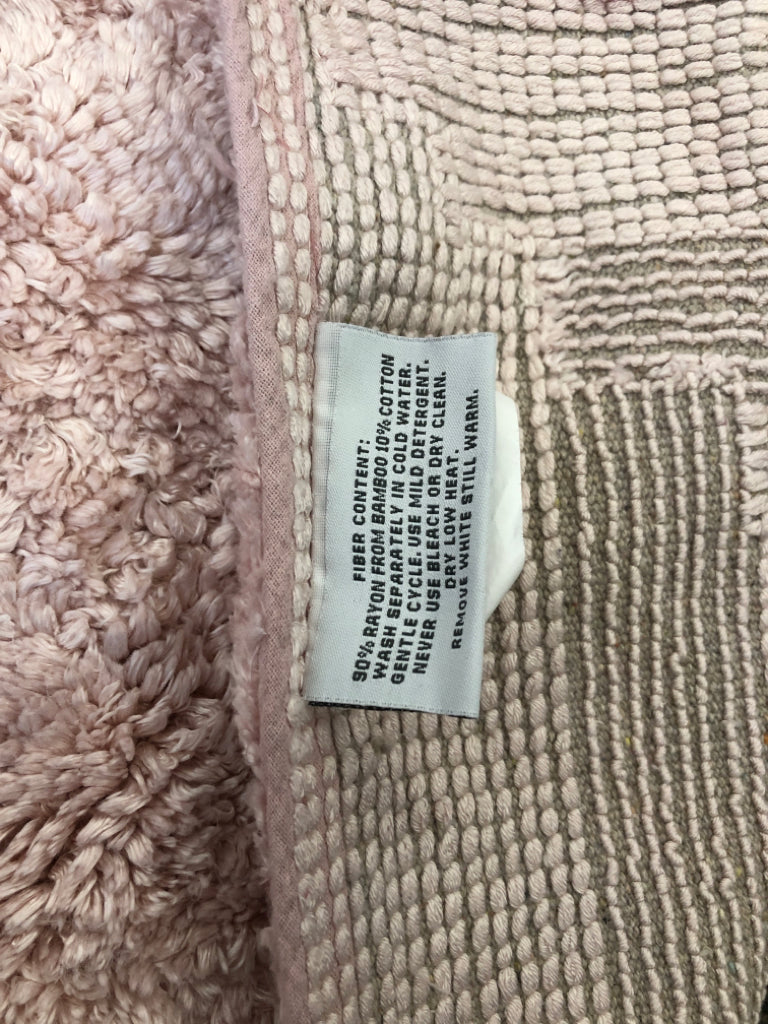 FIBER CONTENT:
90% RAYON FROM BAMBOO 10% COTTON
WASH SEPARATELY IN COLD WATER.
GENTLE CYCLE. USE MILD DETERGENT.
NEVER USE BLEACH OR DRY CLEAN.
DRY LOW HEAT.
REMOVE WHITE STILL WARM.